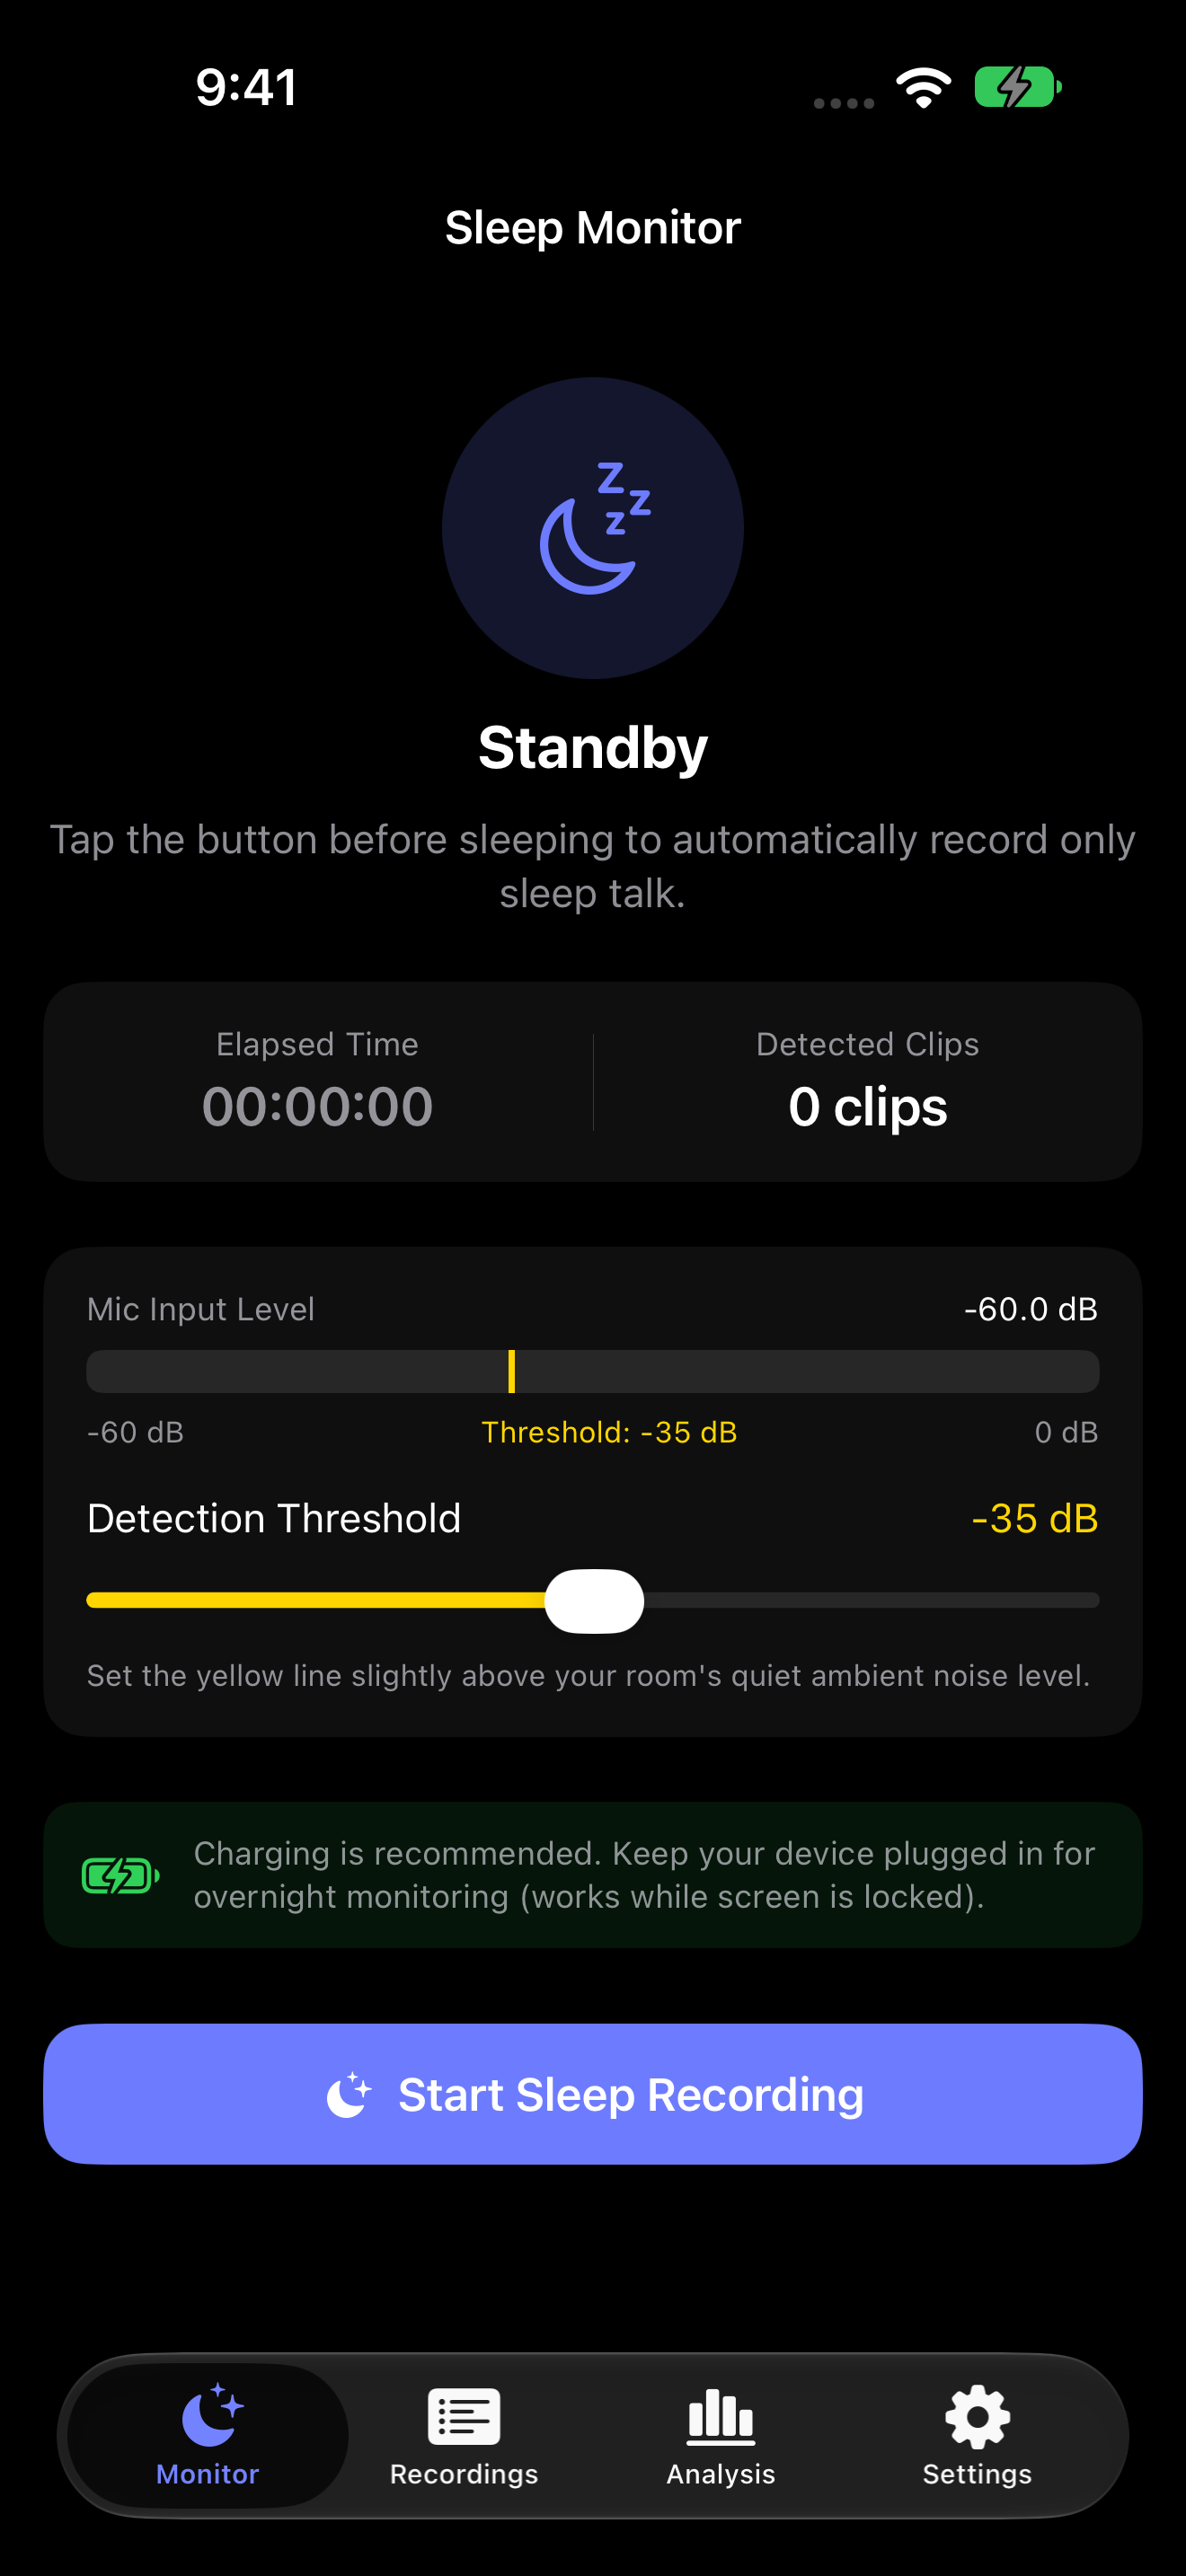 9:41
Sleep Monitor
Standby
Tap the button before sleeping to automatically record only
sleep talk.
Elapsed Time
00:00:00
Detected Clips
0 clips
Mic Input Level
-60.0 dB
-60 dB
Threshold: -35 dB
0 dB
Detection Threshold
-35 dB
Set the yellow line slightly above your room's quiet ambient noise level.
Charging is recommended. Keep your device plugged in for
overnight monitoring (works while screen is locked).
Start Sleep Recording
Monitor
Recordings
Analysis
Settings